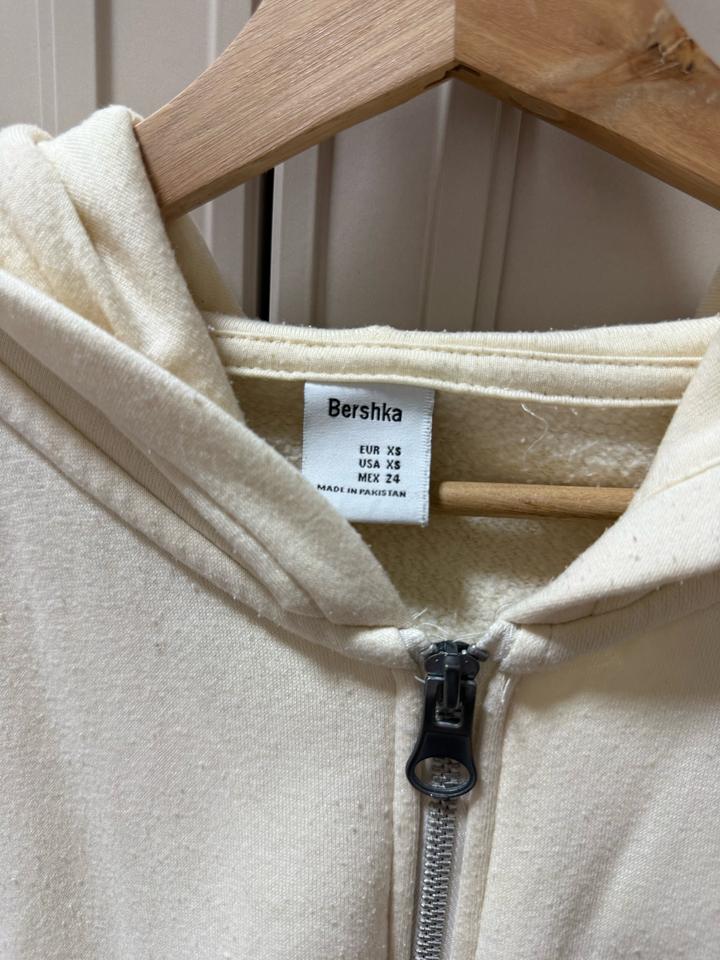 Bershka
EUR XS
USA XS
MEX 24
MADE IN PAKISTAN